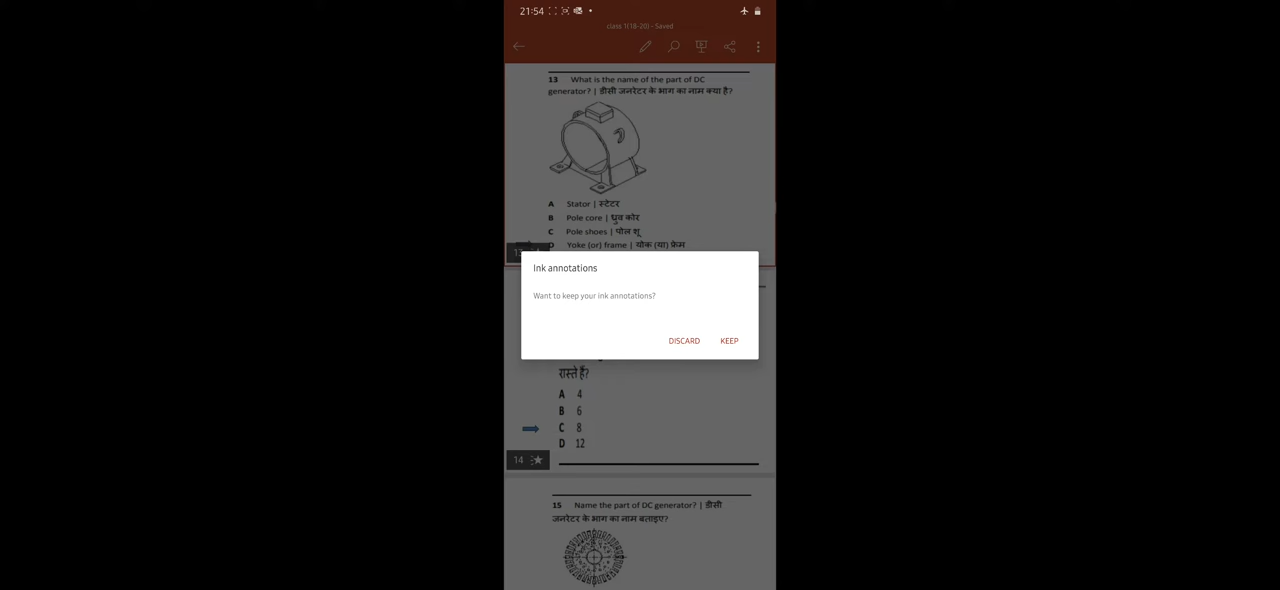 21:54
class 1(18-20) - Saved
13 What is the name of the part of DC
generator? | डीसी जनरेटर के भाग का नाम क्या है?
A Stator | स्टेटर
B Pole core | ध्रुव कोर
C Pole shoes | पोल शू
D Yoke (or) frame | योक (या) फ्रेम
Ink annotations
Want to keep your ink annotations?
DISCARD KEEP
रास्ते हैं?
A 4
B 6
C 8
D 12
14
15 Name the part of DC generator? | डीसी
जनरेटर के भाग का नाम बताइए?